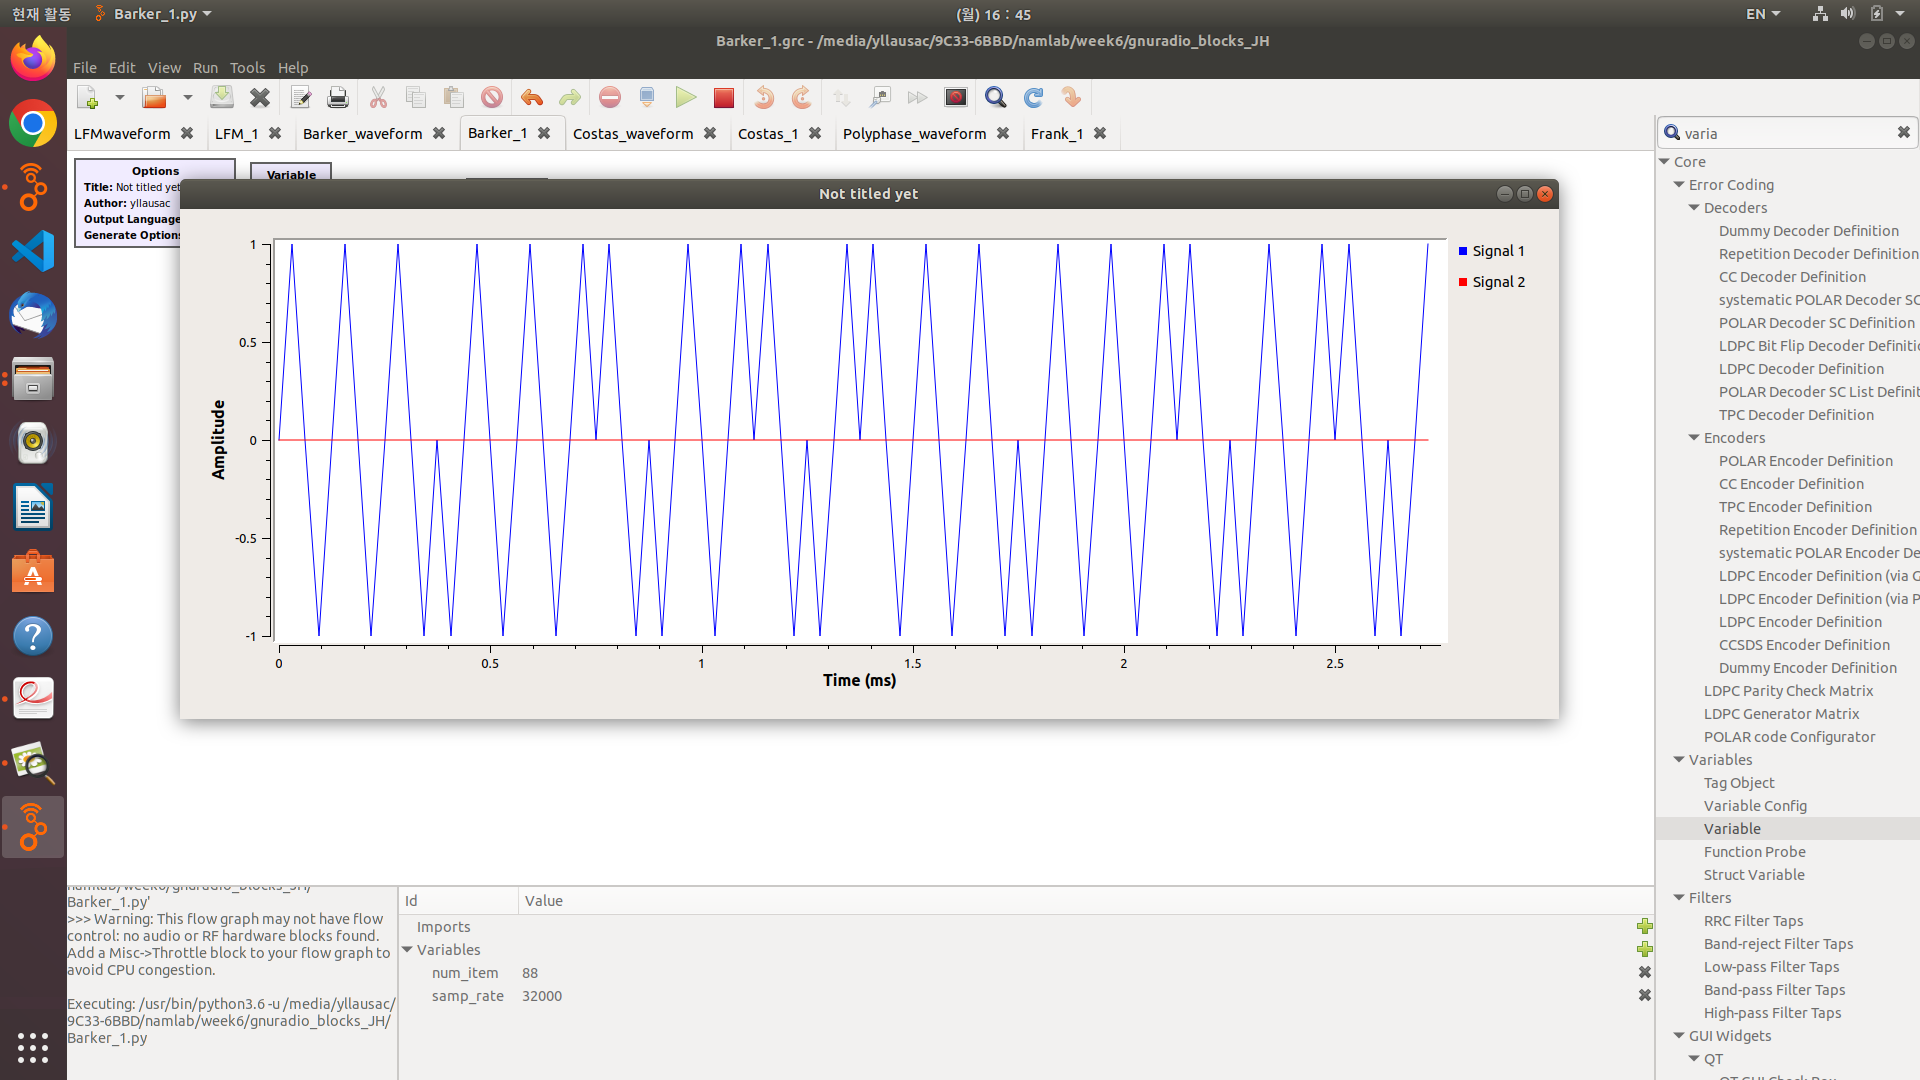 현재 활동
Barker_1.py
(월) 16 : 45
EN
Barker_1.grc - /media/yllausac/9C33-6BBD/namlab/week6/gnuradio_blocks_JH
File Edit View Run Tools Help
LFMwaveform
LFM_1
Barker_waveform
Barker_1
Costas_waveform
Costas_1
Polyphase_waveform
Frank_1
Options
Title: Not titled yet
Author: yllausac
Output Language
Generate Options
Variable
Not titled yet
Signal 1
Signal 2
Amplitude
1
0.5
0
-0.5
-1
0
0.5
1
1.5
2
2.5
Time (ms)
varia
Core
Error Coding
Decoders
Dummy Decoder Definition
Repetition Decoder Definition
CC Decoder Definition
systematic POLAR Decoder SC
POLAR Decoder SC Definition
LDPC Bit Flip Decoder Definitio
LDPC Decoder Definition
POLAR Decoder SC List Definit
TPC Decoder Definition
Encoders
POLAR Encoder Definition
CC Encoder Definition
TPC Encoder Definition
Repetition Encoder Definition
systematic POLAR Encoder De
LDPC Encoder Definition (via G
LDPC Encoder Definition (via P
LDPC Encoder Definition
CCSDS Encoder Definition
Dummy Encoder Definition
LDPC Parity Check Matrix
LDPC Generator Matrix
POLAR code Configurator
Variables
Tag Object
Variable Config
Variable
Function Probe
Struct Variable
Filters
RRC Filter Taps
Band-reject Filter Taps
Low-pass Filter Taps
Band-pass Filter Taps
High-pass Filter Taps
GUI Widgets
QT
namlab/week6/gnuradio_blocks_JH/
Barker_1.py'
>>> Warning: This flow graph may not have flow
control: no audio or RF hardware blocks found.
Add a Misc->Throttle block to your flow graph to
avoid CPU congestion.
Executing: /usr/bin/python3.6 -u /media/yllausac/
9C33-6BBD/namlab/week6/gnuradio_blocks_JH/
Barker_1.py
Id Value
Imports
Variables
num_item 88
samp_rate 32000